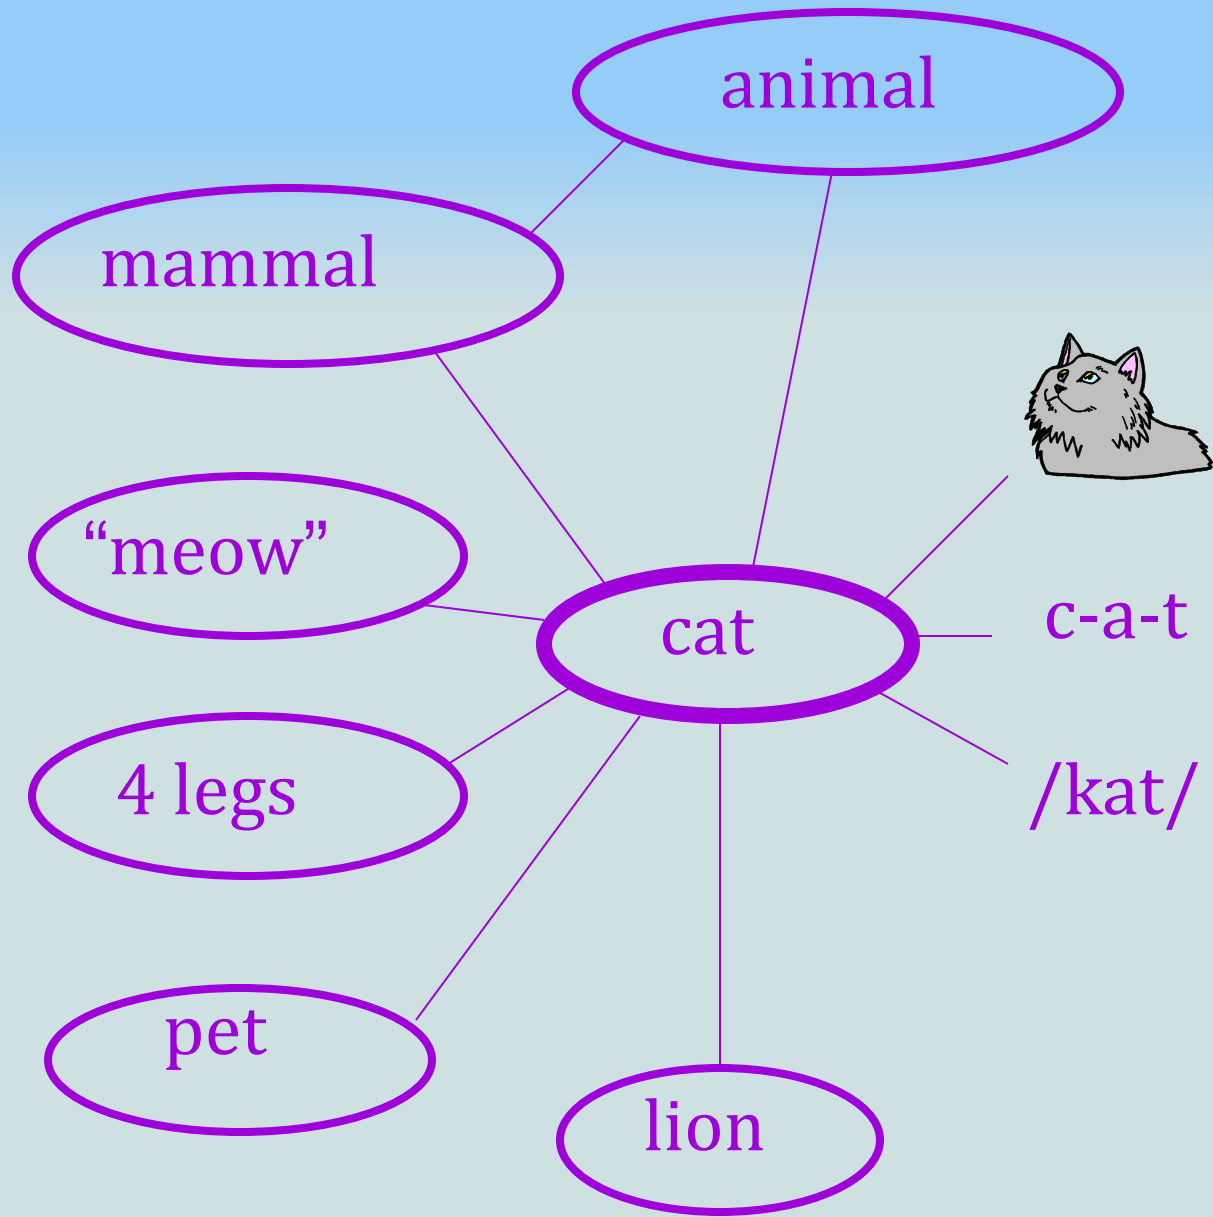 animal
mammal
“meow”
cat
c-a-t
4 legs
/kat/
pet
lion